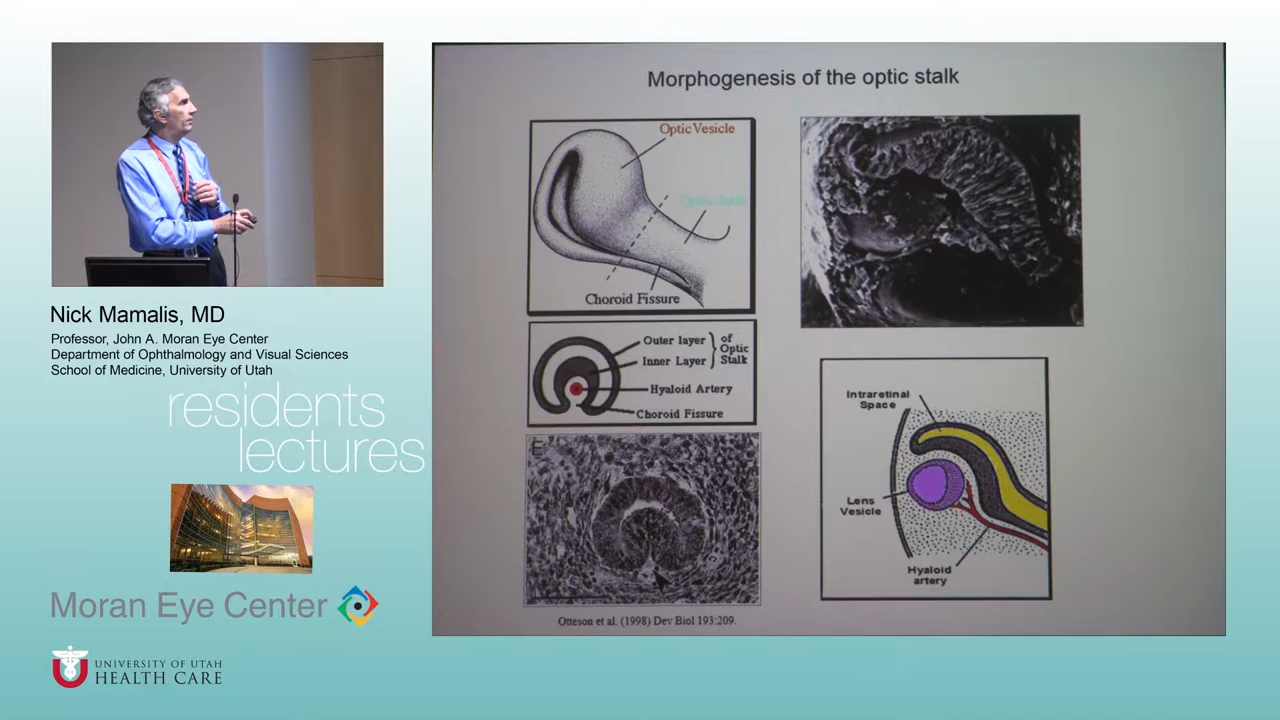 Nick Mamalis, MD
Professor, John A. Moran Eye Center
Department of Ophthalmology and Visual Sciences
School of Medicine, University of Utah
residents
lectures
Moran Eye Center
UNIVERSITY OF UTAH
HEALTH CARE
Morphogenesis of the optic stalk
Optic Vesicle
Choroid Fissure
Outer layer
Inner Layer
of
Optic
Stalk
Hyaloid Artery
Choroid Fissure
E
Otteson et al. (1998) Dev Biol 193:209.
Intraretinal
Space
Lens
Vesicle
Hyaloid
artery